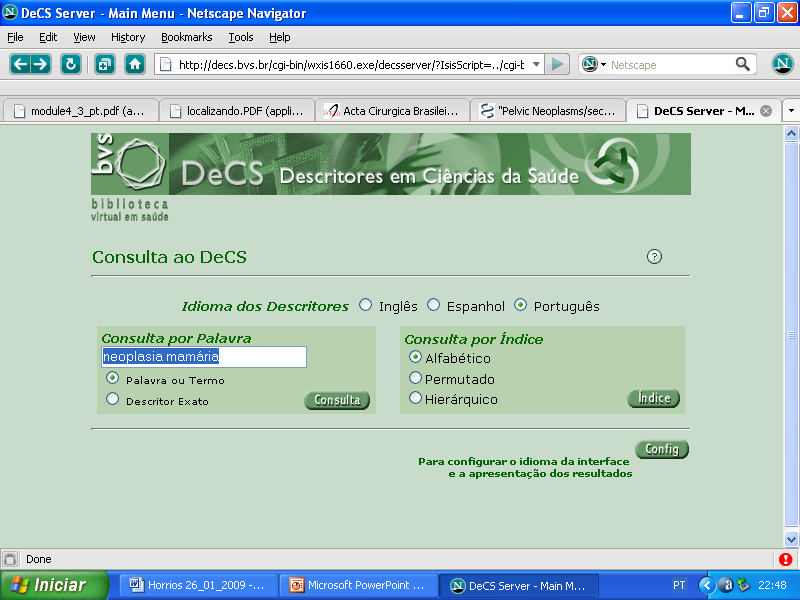 DeCS Server - Main Menu - Netscape Navigator
File Edit View History Bookmarks Tools Help
http://decs.bvs.br/cgi-bin/wxis1660.exe/decsserver/?IsisScript=../cgi-b
Netscape
module4_3_pt.pdf (a...
localizando.PDF (appli...
Acta Cirurgica Brasilei...
"Pelvic Neoplasms/sec...
DeCS Server - M...
bvs
DeCS Descritores em Ciências da Saúde
biblioteca
virtual em saúde
Consulta ao DeCS
?
Idioma dos Descritores Inglês Espanhol Português
Consulta por Palavra
neoplasia mamária
Palavra ou Termo
Descritor Exato
Consulta
Consulta por Índice
Alfabético
Permutado
Hierárquico
Índice
Config
Para configurar o idioma da interface
e a apresentação dos resultados
Done
Iniciar
Horrios 26_01_2009 -...
Microsoft PowerPoint ...
DeCS Server - Main M...
PT
22:48